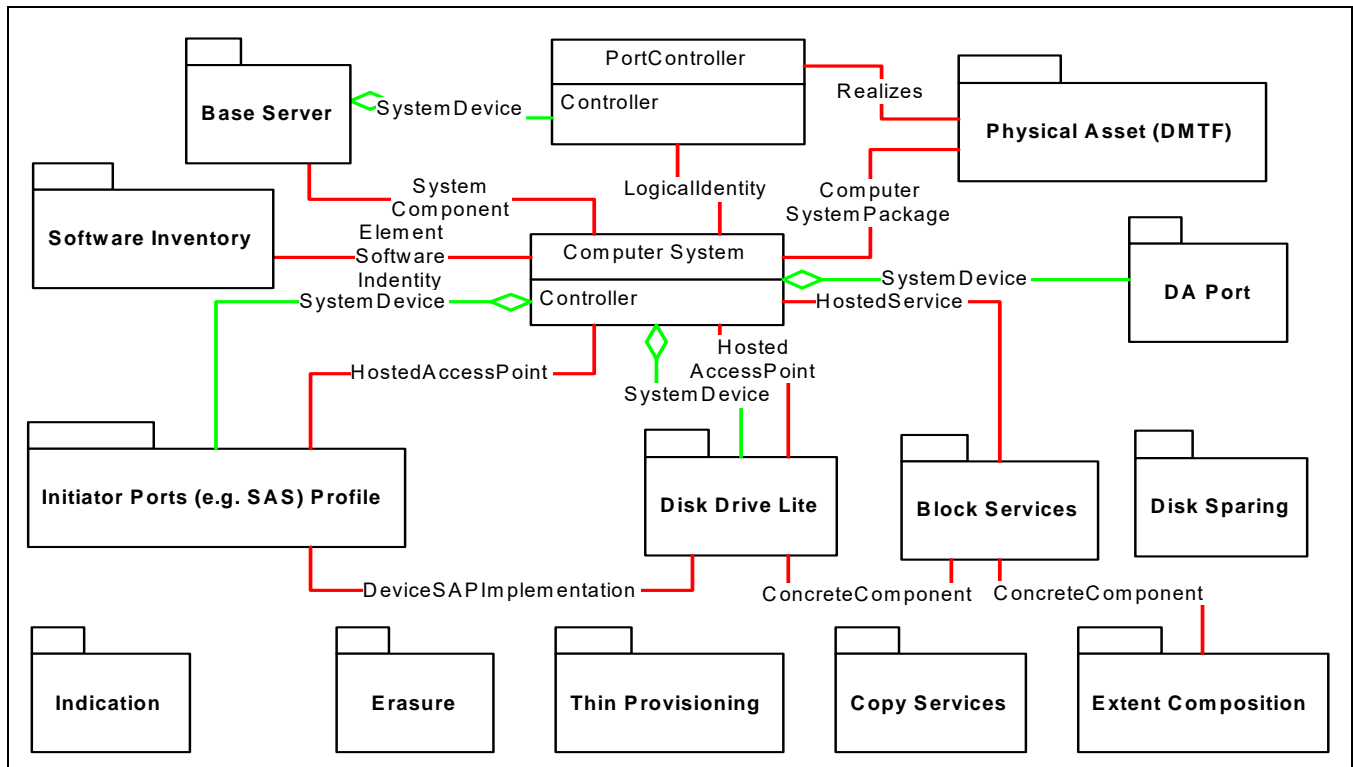 PortController
Controller
Base Server
SystemDevice
Realizes
Physical Asset (DMTF)
LogicalIdentity
Computer
SystemPackage
System
Component
Software Inventory
Element
Software
Indentity
Computer System
Controller
SystemDevice
SystemDevice
HostedService
DA Port
HostedAccessPoint
Hosted
AccessPoint
SystemDevice
Initiator Ports (e.g. SAS) Profile
Disk Drive Lite
Block Services
Disk Sparing
DeviceSAPImplementation
ConcreteComponent
ConcreteComponent
Indication
Erasure
Thin Provisioning
Copy Services
Extent Composition